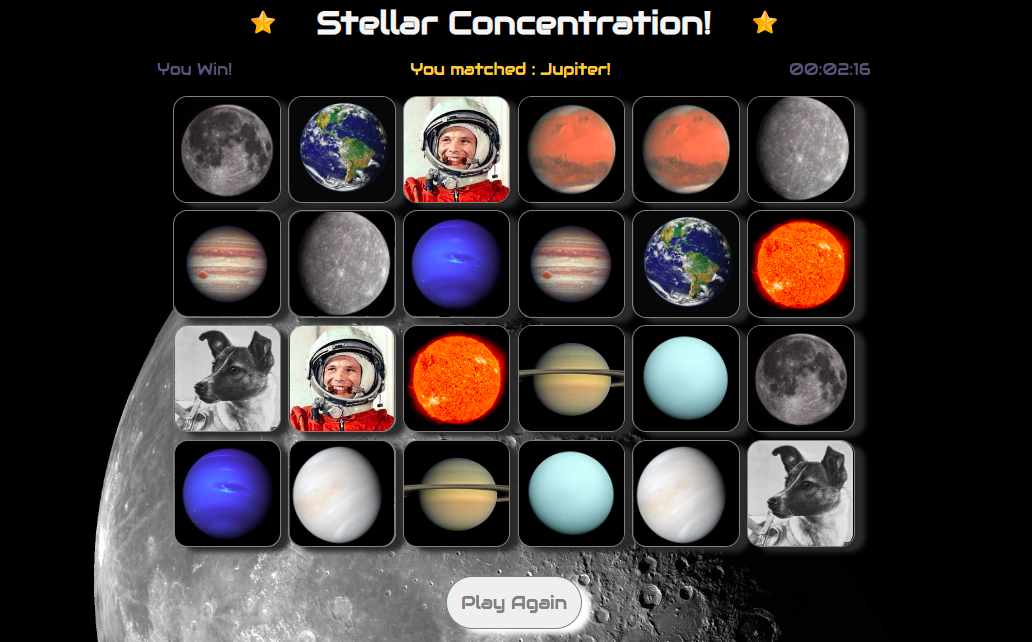 Stellar Concentration!
You Win!
You matched : Jupiter!
00:02:16
Play Again